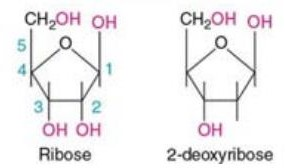 CH₂OH OH CH₂OH OH
5 O O
4 1
3 2
OH OH OH
Ribose 2-deoxyribose